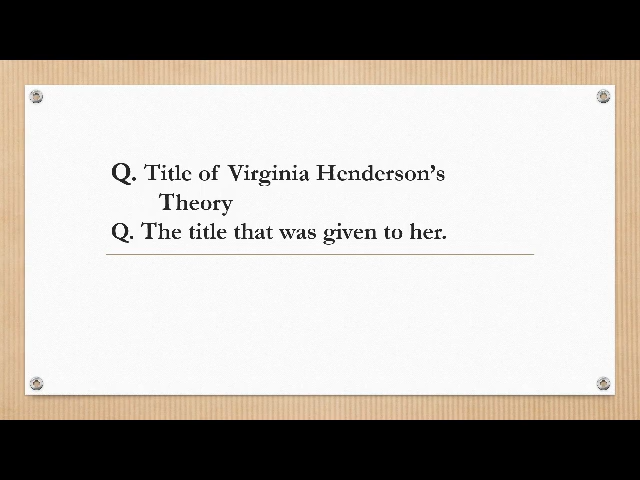 Q. Title of Virginia Henderson’s
Theory
Q. The title that was given to her.